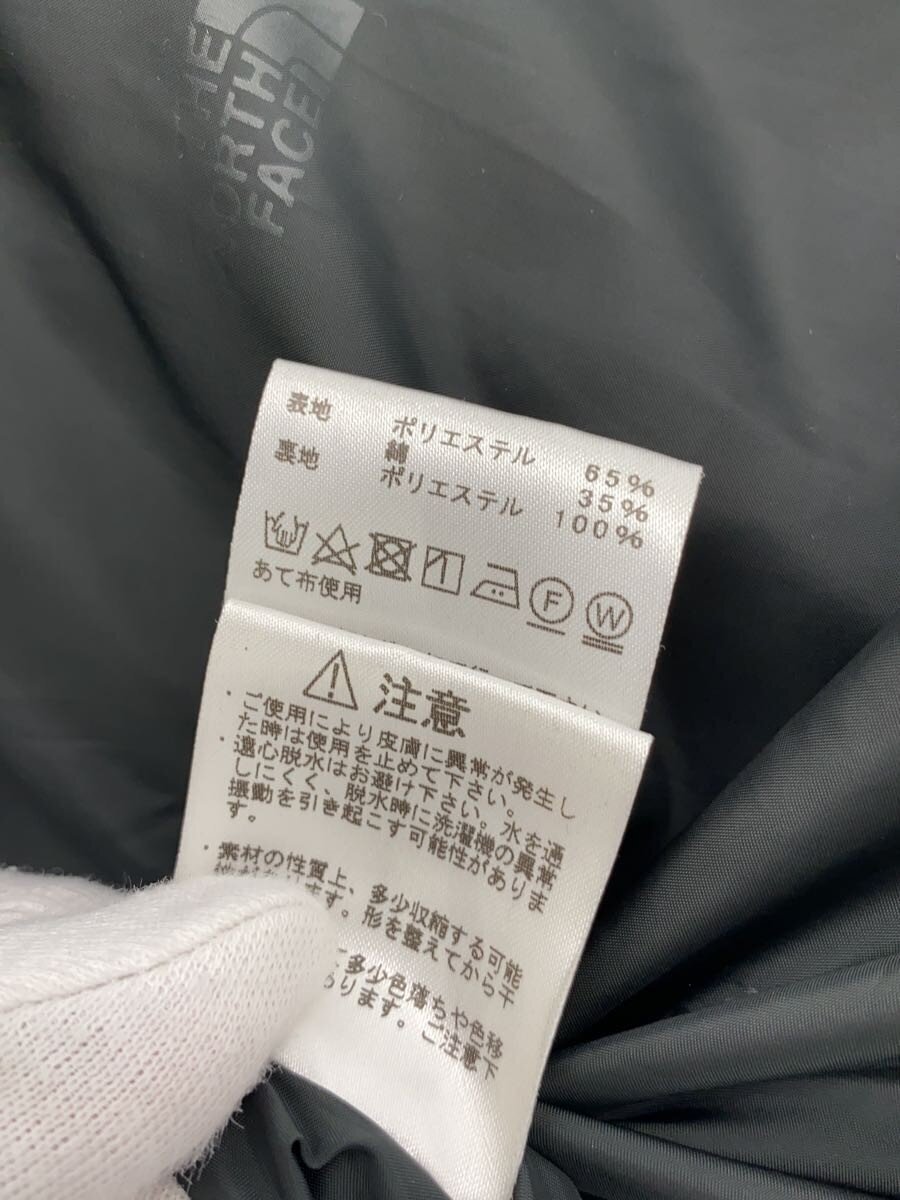 THE
NORTH
FACE
表地 ポリエステル 65%
綿 35%
裏地 ポリエステル 100%
F
W
あて布使用
注意
・ご使用により皮膚に異常が発生し
た時は使用を止めて下さい。
・遠心脱水はお避け下さい。水を通
しにくく、脱水時に洗濯機の異常
振動を引き起こす可能性がありま
す。
・素材の性質上、多少収縮する可能
ます。形を整えてから干
多少色落ちや色移
ります。ご注意下